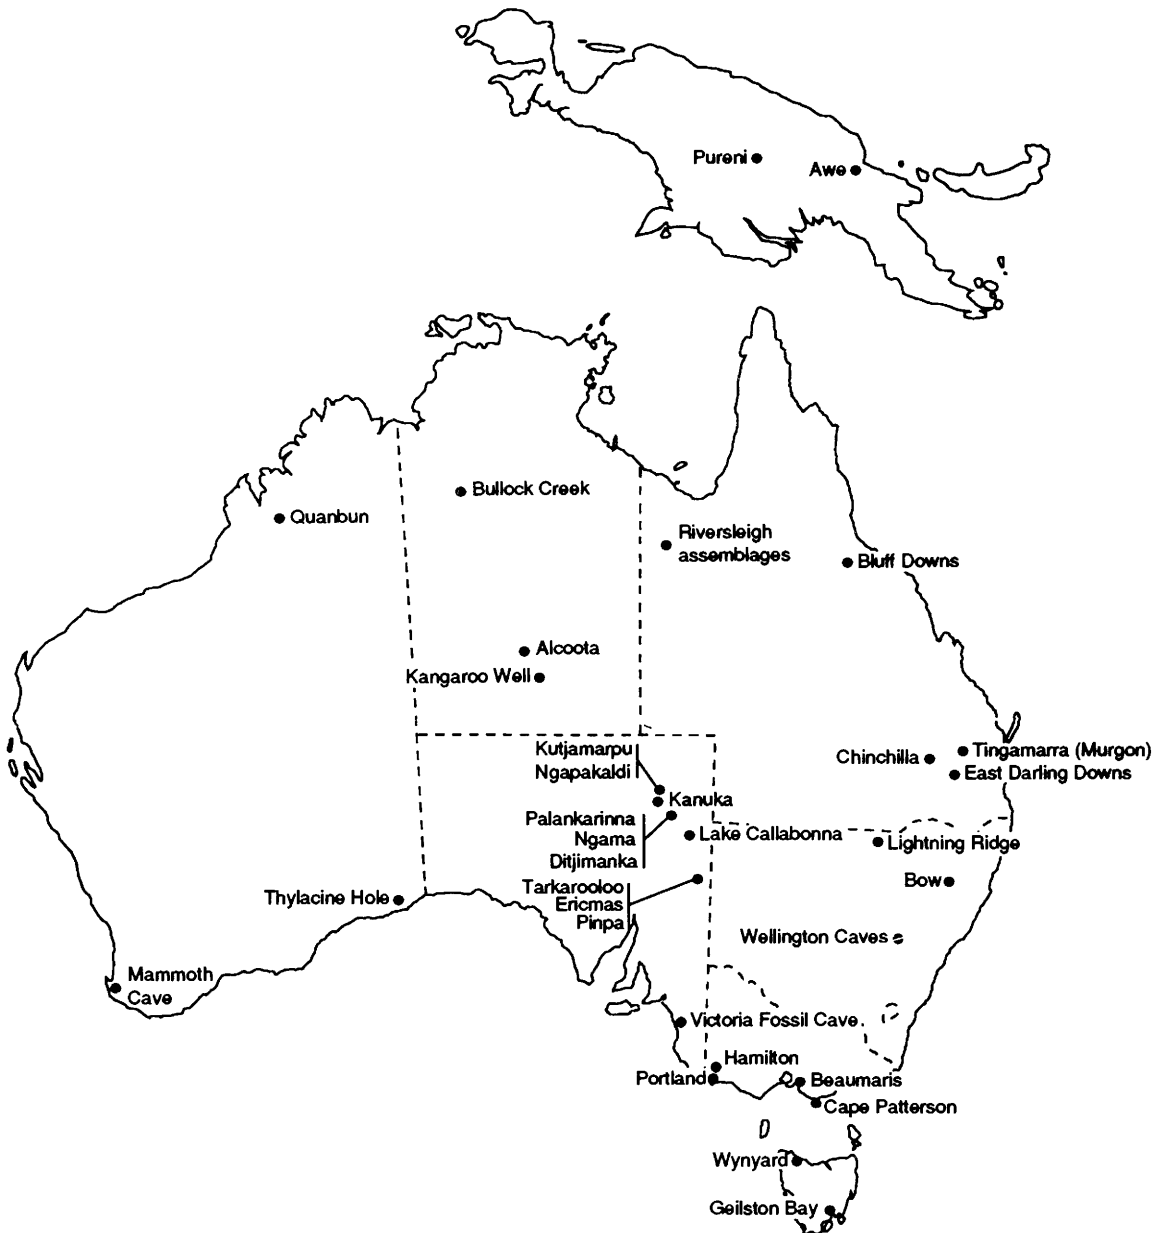 Pureni
Awe
Bullock Creek
Quanbun
Riversleigh
assemblages
Bluff Downs
Alcoota
Kangaroo Well
Kutjamarpu
Ngapakaldi
Chinchilla
Tingamarra (Murgon)
East Darling Downs
Kanuka
Palankarinna
Ngama
Ditjimanka
Lake Callabonna
Lightning Ridge
Tarkarooloo
Ericmas
Pinpa
Bow
Thylacine Hole
Wellington Caves
Mammoth
Cave
Victoria Fossil Cave
Hamilton
Portland
Beaumaris
Cape Patterson
Wynyard
Geilston Bay